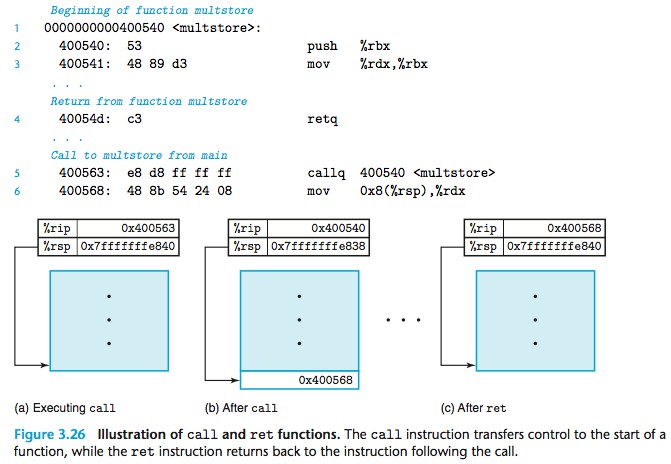 Beginning of function multstore
1 0000000000400540 <multstore>:
2 400540: 53 push %rbx
3 400541: 48 89 d3 mov %rdx,%rbx
. . .
Return from function multstore
4 40054d: c3 retq
. . .
Call to multstore from main
5 400563: e8 d8 ff ff ff callq 400540 <multstore>
6 400568: 48 8b 54 24 08 mov 0x8(%rsp),%rdx
%rip 0x400563
%rsp 0x7fffffffe840
%rip 0x400540
%rsp 0x7fffffffe838
%rip 0x400568
%rsp 0x7fffffffe840
. . .
0x400568
(a) Executing call
(b) After call
(c) After ret
Figure 3.26 Illustration of call and ret functions. The call instruction transfers control to the start of a
function, while the ret instruction returns back to the instruction following the call.